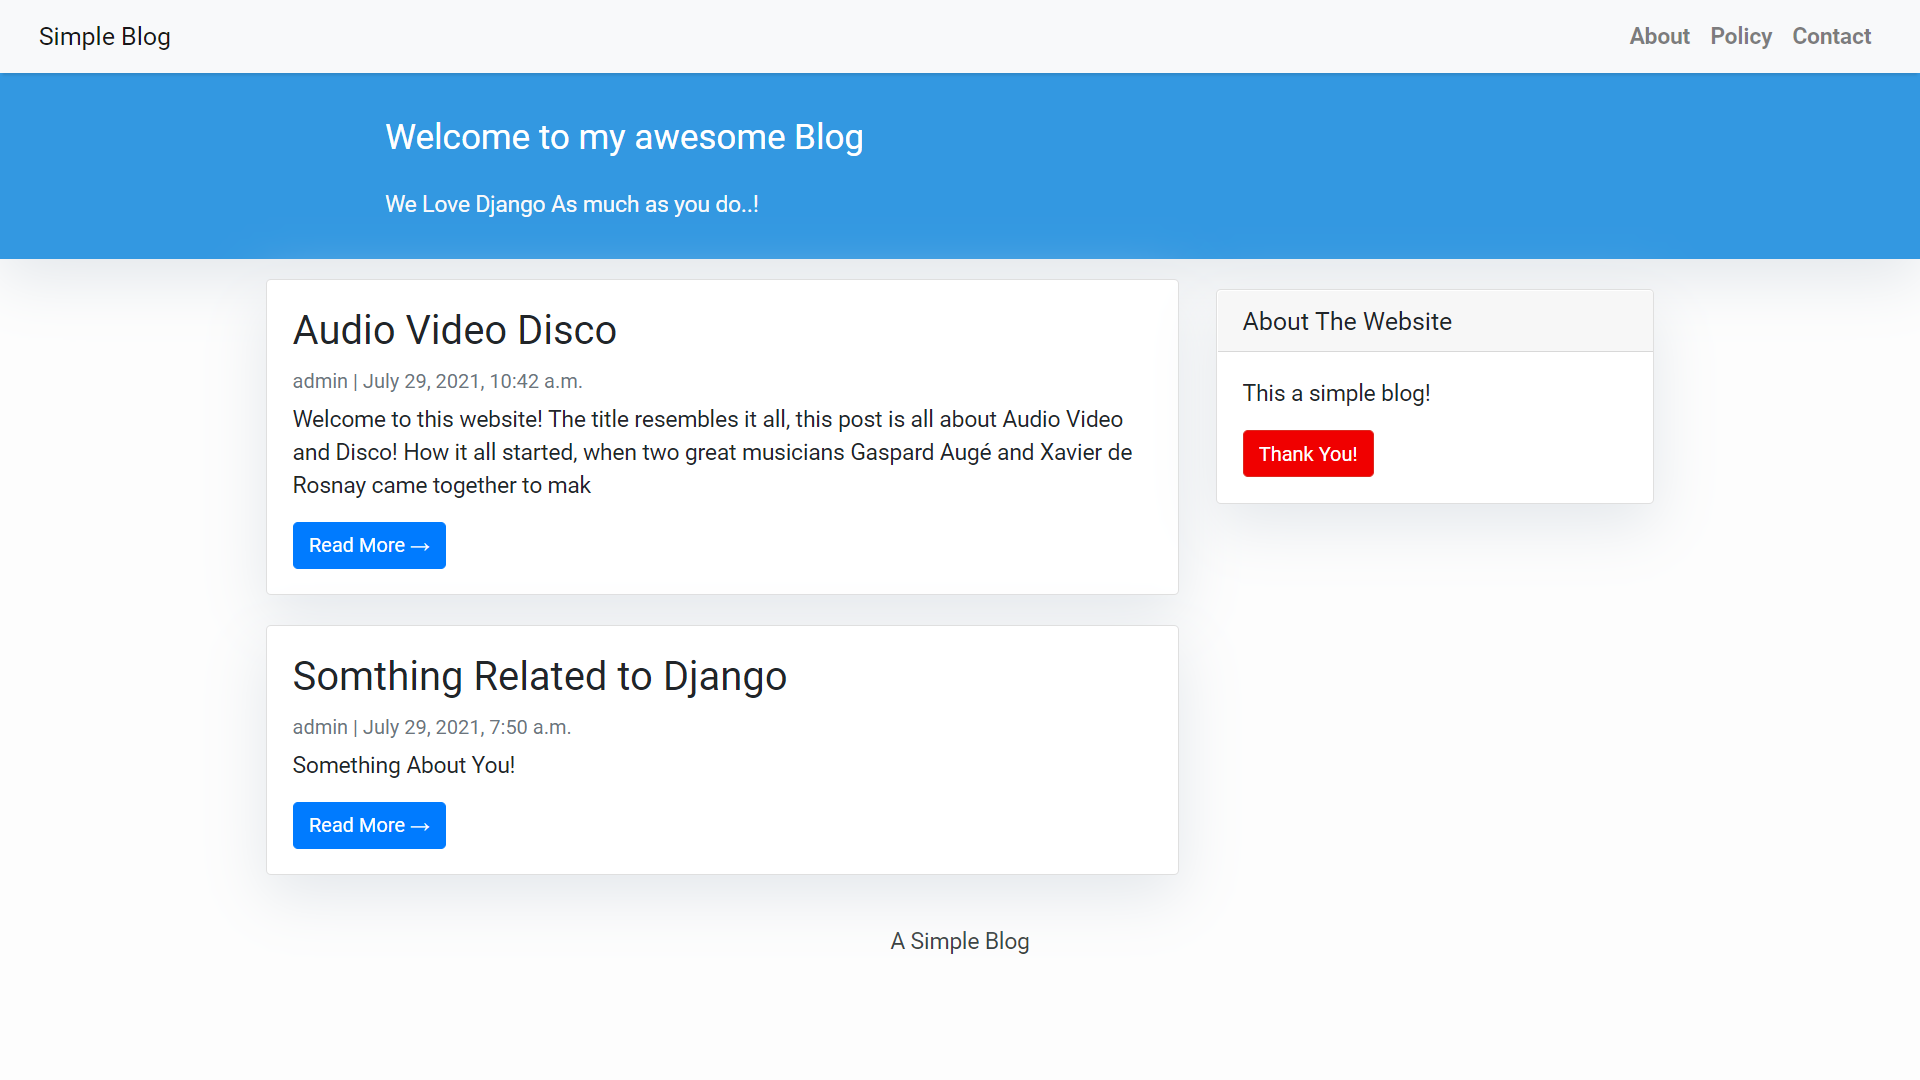 Simple Blog
About Policy Contact
Welcome to my awesome Blog
We Love Django As much as you do..!
Audio Video Disco
admin | July 29, 2021, 10:42 a.m.
Welcome to this website! The title resembles it all, this post is all about Audio Video
and Disco! How it all started, when two great musicians Gaspard Augé and Xavier de
Rosnay came together to mak
Read More →
Somthing Related to Django
admin | July 29, 2021, 7:50 a.m.
Something About You!
Read More →
About The Website
This a simple blog!
Thank You!
A Simple Blog